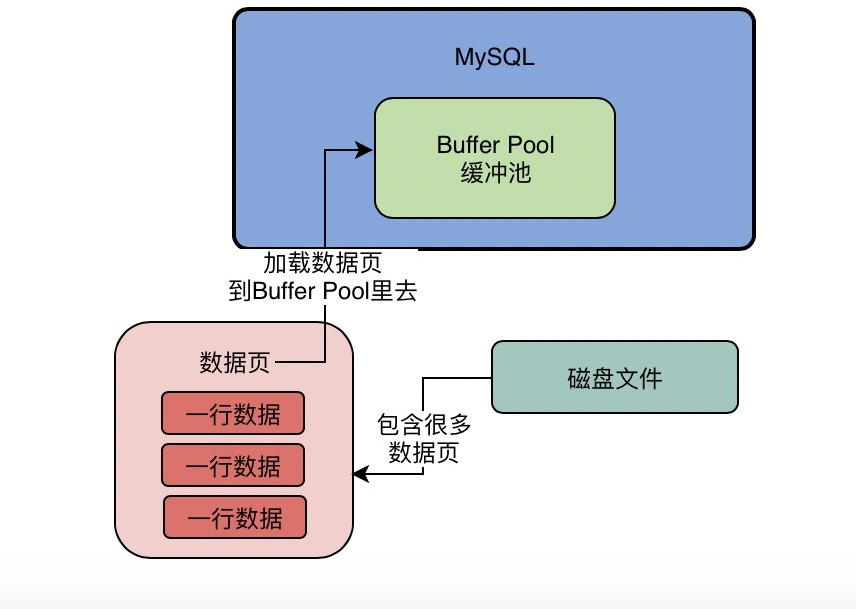 MySQL
Buffer Pool
缓冲池
加载数据页
到Buffer Pool里去
数据页
一行数据
一行数据
一行数据
磁盘文件
包含很多
数据页